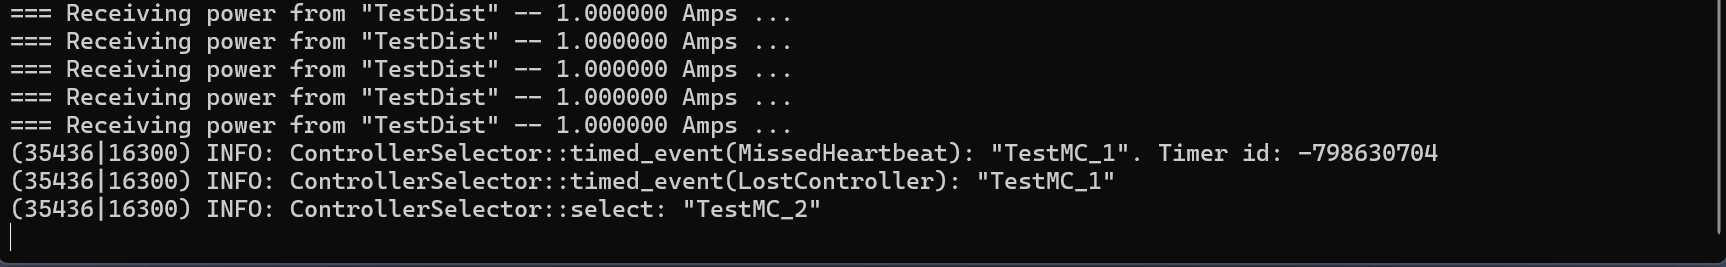 === Receiving power from "TestDist" -- 1.000000 Amps ...
=== Receiving power from "TestDist" -- 1.000000 Amps ...
=== Receiving power from "TestDist" -- 1.000000 Amps ...
=== Receiving power from "TestDist" -- 1.000000 Amps ...
=== Receiving power from "TestDist" -- 1.000000 Amps ...
(35436|16300) INFO: ControllerSelector::timed_event(MissedHeartbeat): "TestMC_1". Timer id: -798630704
(35436|16300) INFO: ControllerSelector::timed_event(LostController): "TestMC_1"
(35436|16300) INFO: ControllerSelector::select: "TestMC_2"